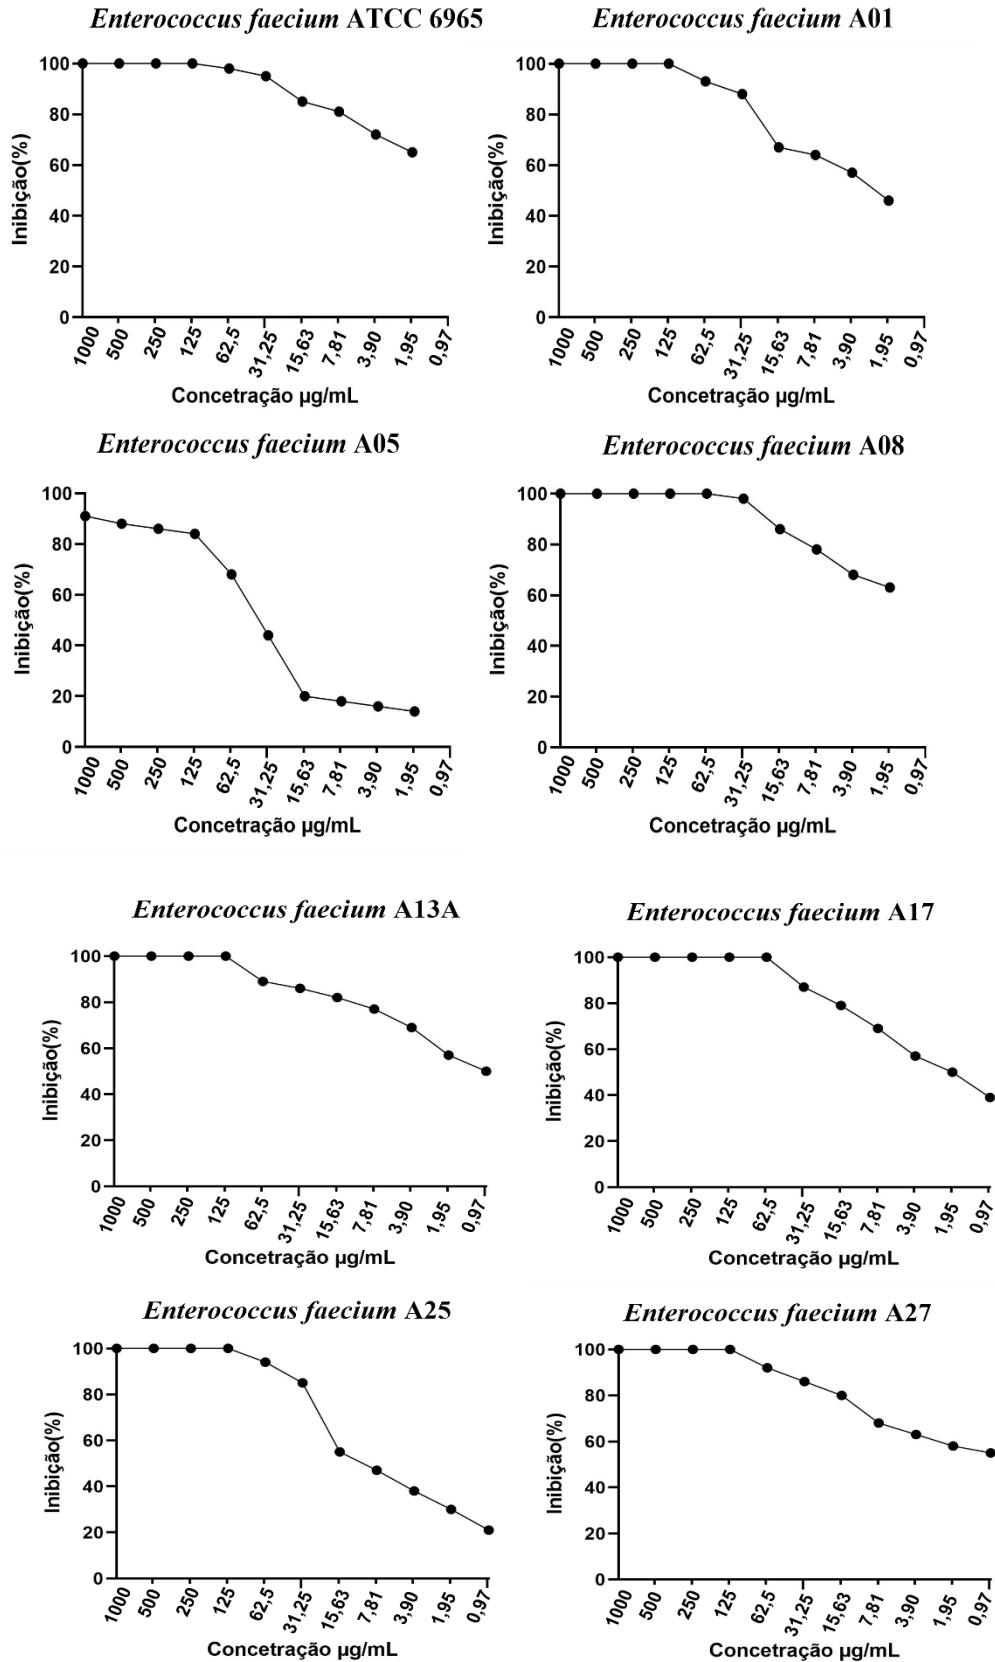 Enterococcus faecium ATCC 6965
Inibição(%)
100
80
60
40
20
0
1000 500 250 125 62,5 31,25 15,63 7,81 3,90 1,95 0,97
Concetração µg/mL
Enterococcus faecium A01
Inibição(%)
100
80
60
40
20
0
1000 500 250 125 62,5 31,25 15,63 7,81 3,90 1,95 0,97
Concetração µg/mL
Enterococcus faecium A05
Inibição(%)
100
80
60
40
20
0
1000 500 250 125 62,5 31,25 15,63 7,81 3,90 1,95 0,97
Concetração µg/mL
Enterococcus faecium A08
Inibição(%)
100
80
60
40
20
0
1000 500 250 125 62,5 31,25 15,63 7,81 3,90 1,95 0,97
Concetração µg/mL
Enterococcus faecium A13A
Inibição(%)
100
80
60
40
20
0
1000 500 250 125 62,5 31,25 15,63 7,81 3,90 1,95 0,97
Concetração µg/mL
Enterococcus faecium A17
Inibição(%)
100
80
60
40
20
0
1000 500 250 125 62,5 31,25 15,63 7,81 3,90 1,95 0,97
Concetração µg/mL
Enterococcus faecium A25
Inibição(%)
100
80
60
40
20
0
1000 500 250 125 62,5 31,25 15,63 7,81 3,90 1,95 0,97
Concetração µg/mL
Enterococcus faecium A27
Inibição(%)
100
80
60
40
20
0
1000 500 250 125 62,5 31,25 15,63 7,81 3,90 1,95 0,97
Concetração µg/mL